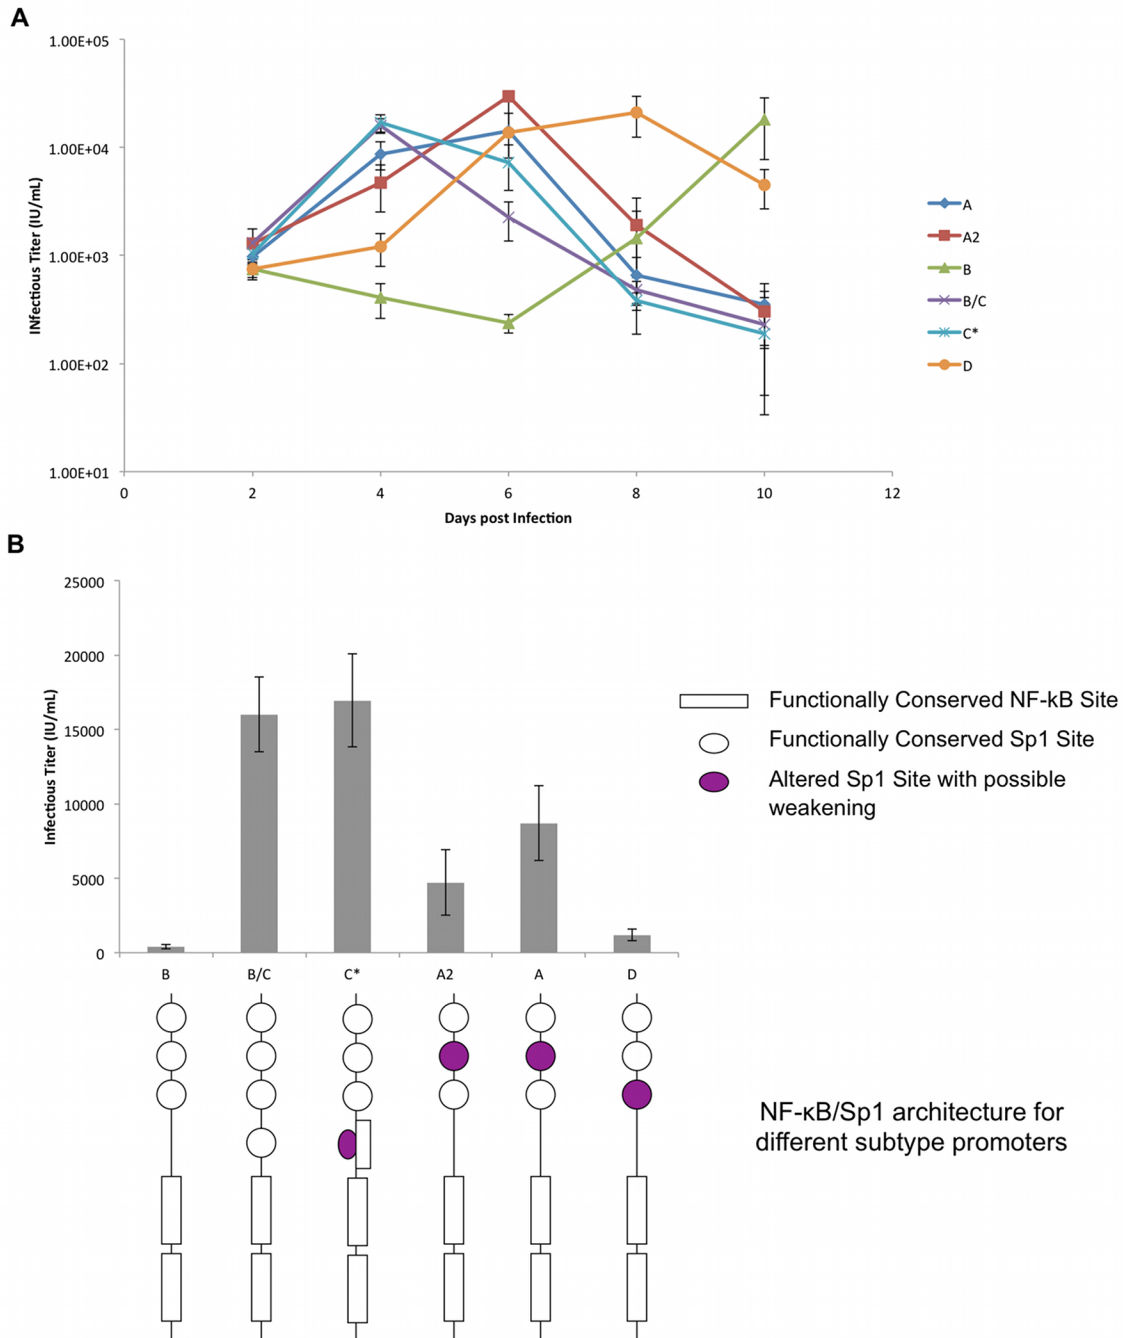 A
1.00E+05
1.00E+04
1.00E+03
1.00E+02
1.00E+01
INfectious Titer (IU/mL)
0 2 4 6 8 10 12
Days post Infection
A
A2
B
B/C
C*
D
B
25000
20000
15000
10000
5000
0
Infectious Titer (IU/mL)
B B/C C* A2 A D
Functionally Conserved NF-kB Site
Functionally Conserved Sp1 Site
Altered Sp1 Site with possible
weakening
NF-κB/Sp1 architecture for
different subtype promoters